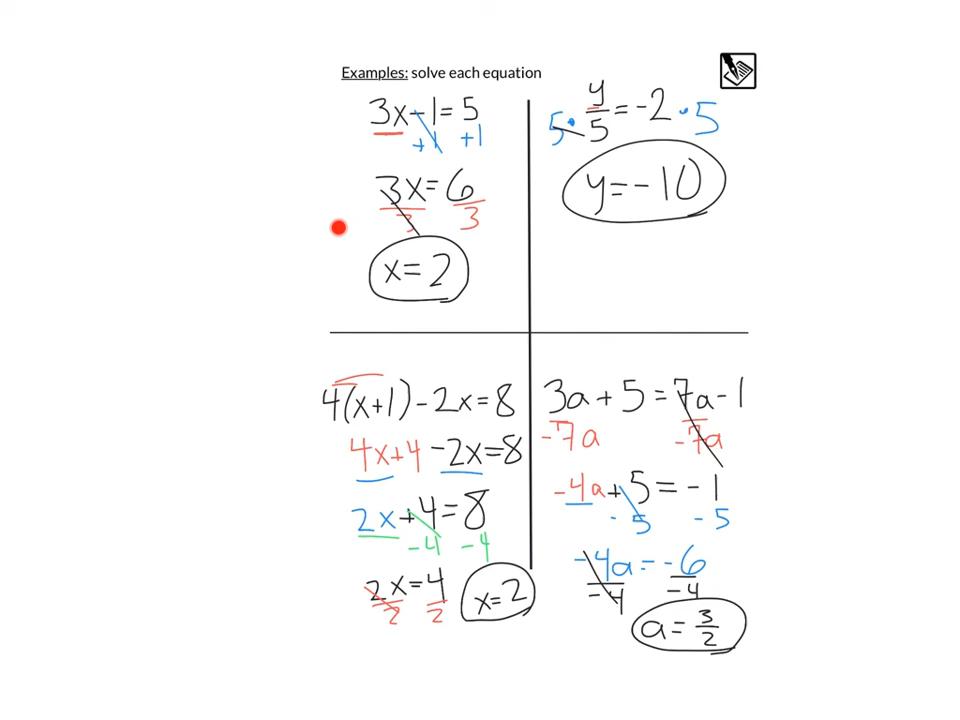 Examples: solve each equation
3x - 1 = 5
+1 +1
3x = 6
3 3
x = 2
y/5 = -2 · 5
5 ·
y = -10
4(x+1) - 2x = 8
4x+4 - 2x = 8
2x + 4 = 8
-4 -4
2x = 4
2 2
x = 2
3a + 5 = 7a - 1
-7a -7a
-4a + 5 = -1
-5 -5
-4a = -6
-4 -4
a = 3/2